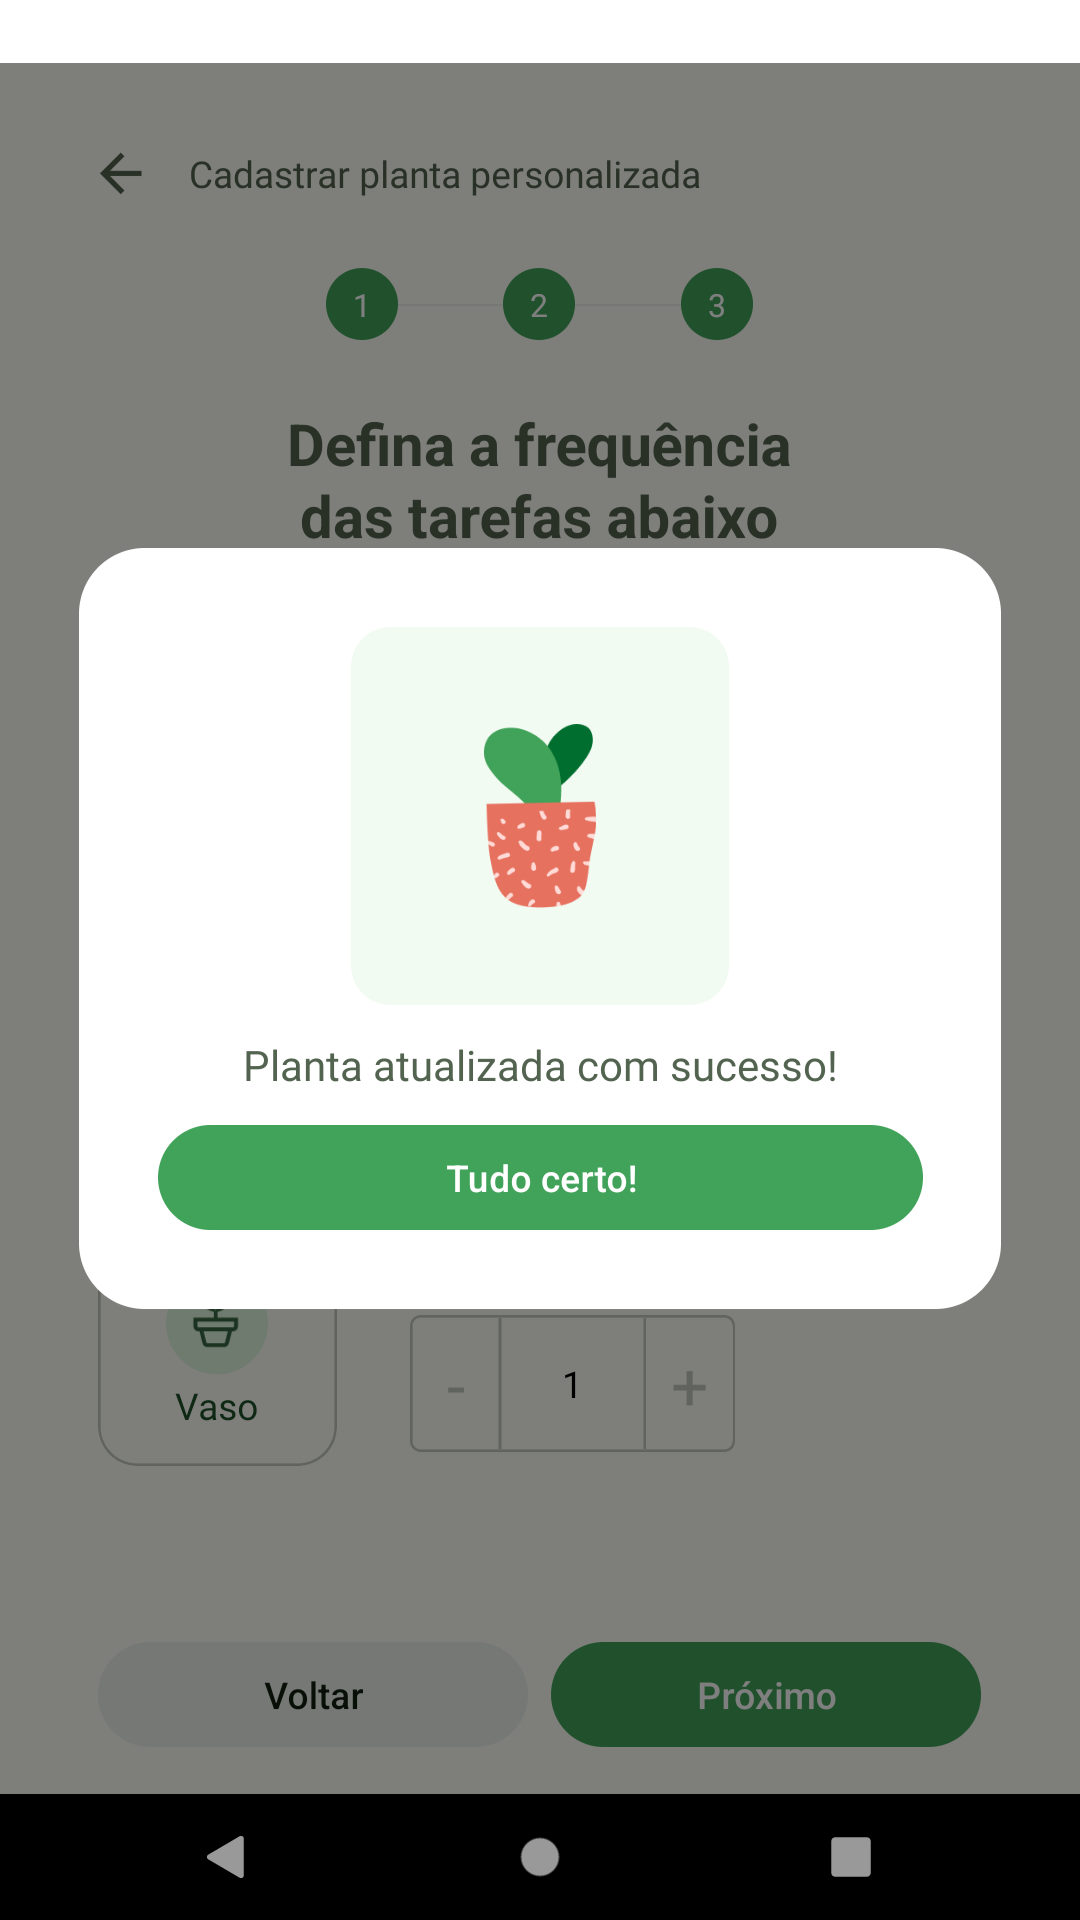 Cadastrar planta personalizada
1 2 3
Defina a frequência
das tarefas abaixo
Planta atualizada com sucesso!
Tudo certo!
- 1 +
Vaso
Voltar Próximo